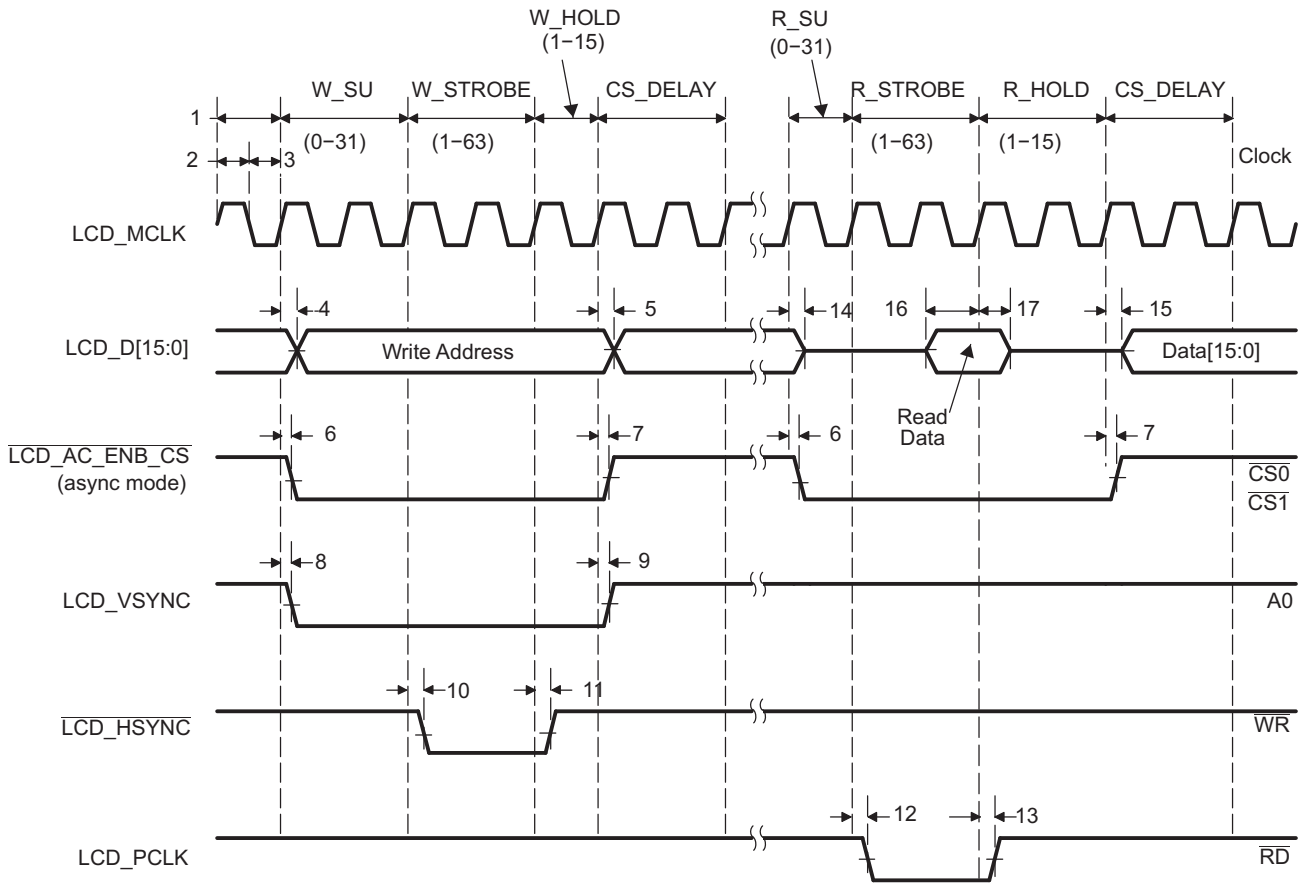 W_HOLD
(1−15)
R_SU
(0−31)
W_SU
W_STROBE
CS_DELAY
R_STROBE
R_HOLD
CS_DELAY
1
(0−31)
(1−63)
(1−63)
(1−15)
2
3
Clock
LCD_MCLK
4
5
14
16
17
15
LCD_D[15:0]
Write Address
Data[15:0]
Read
Data
6
7
6
7
LCD_AC_ENB_CS
(async mode)
CS0
CS1
8
9
LCD_VSYNC
A0
10
11
LCD_HSYNC
WR
12
13
LCD_PCLK
RD